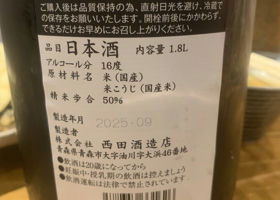 ご購入後は品質保持の為、直射日光を避け、冷蔵で
の保存をお願いいたします。開栓前後にかかわらず、
できるだけお早めにお召し上がりください。
品目 日本酒 内容量 1.8L
アルコール分 16度
原材料名 米(国産)
米こうじ(国産米)
精米歩合 50%
製造年月 2025-09
製造者
株式会社 西田酒造店
青森県青森市大字油川字大浜46番地
●飲酒は20歳になってから
●妊娠中・授乳期の飲酒は控えましょう
●飲酒運転は法律で禁止されています。